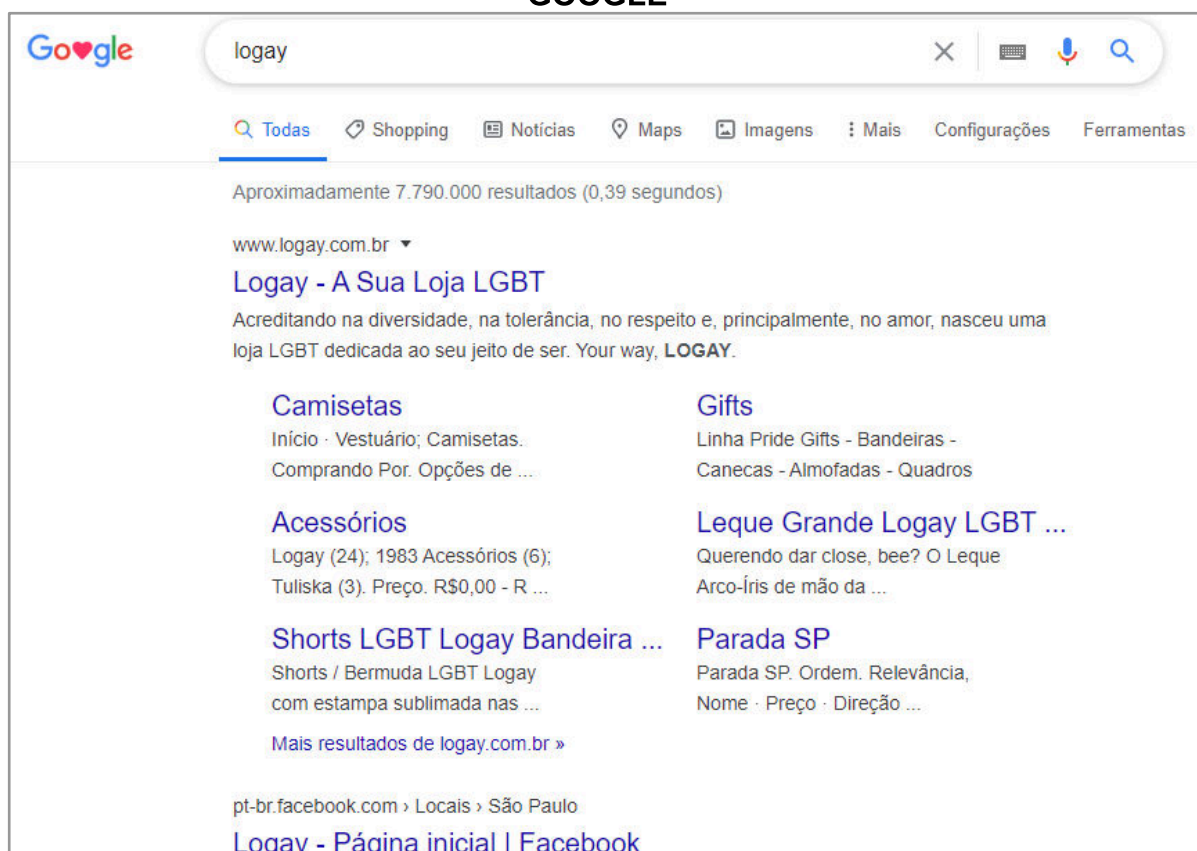 GOOGLE
Go♥gle
logay
Todas Shopping Notícias Maps Imagens Mais Configurações Ferramentas
Aproximadamente 7.790.000 resultados (0,39 segundos)
www.logay.com.br
Logay - A Sua Loja LGBT
Acreditando na diversidade, na tolerância, no respeito e, principalmente, no amor, nasceu uma
loja LGBT dedicada ao seu jeito de ser. Your way, LOGAY.
Camisetas
Início · Vestuário; Camisetas.
Comprando Por. Opções de ...
Gifts
Linha Pride Gifts - Bandeiras -
Canecas - Almofadas - Quadros
Acessórios
Logay (24); 1983 Acessórios (6);
Tuliska (3). Preço. R$0,00 - R ...
Leque Grande Logay LGBT ...
Querendo dar close, bee? O Leque
Arco-Íris de mão da ...
Shorts LGBT Logay Bandeira ...
Shorts / Bermuda LGBT Logay
com estampa sublimada nas ...
Parada SP
Parada SP. Ordem. Relevância,
Nome · Preço · Direção ...
Mais resultados de logay.com.br »
pt-br.facebook.com › Locais › São Paulo
Logay - Página inicial | Facebook